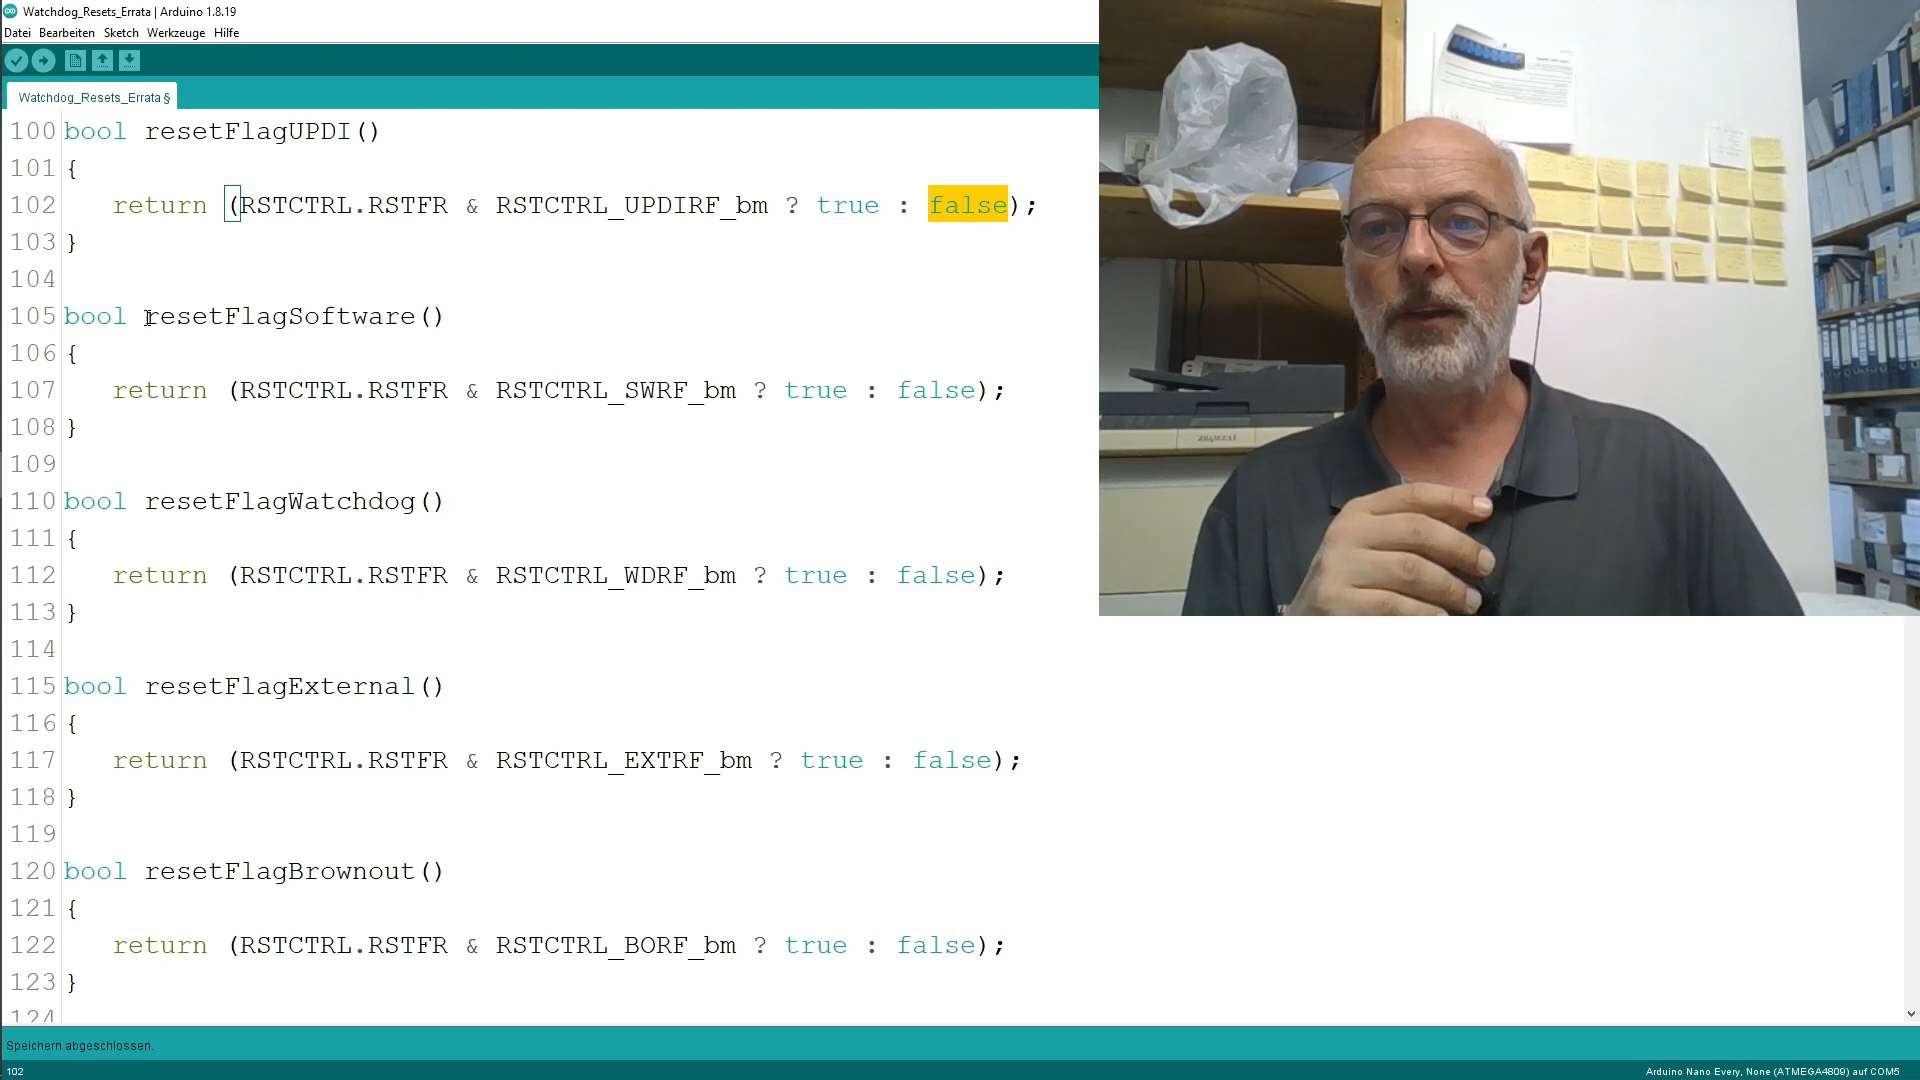 Watchdog_Resets_Errata | Arduino 1.8.19
Datei Bearbeiten Sketch Werkzeuge Hilfe
Watchdog_Resets_Errata §
100 bool resetFlagUPDI()
101 {
102 return (RSTCTRL.RSTFR & RSTCTRL_UPDIRF_bm ? true : false);
103 }
104
105 bool resetFlagSoftware()
106 {
107 return (RSTCTRL.RSTFR & RSTCTRL_SWRF_bm ? true : false);
108 }
109
110 bool resetFlagWatchdog()
111 {
112 return (RSTCTRL.RSTFR & RSTCTRL_WDRF_bm ? true : false);
113 }
114
115 bool resetFlagExternal()
116 {
117 return (RSTCTRL.RSTFR & RSTCTRL_EXTRF_bm ? true : false);
118 }
119
120 bool resetFlagBrownout()
121 {
122 return (RSTCTRL.RSTFR & RSTCTRL_BORF_bm ? true : false);
123 }
124
Speichern abgeschlossen.
102
Arduino Nano Every, None (ATMEGA4809) auf COM5